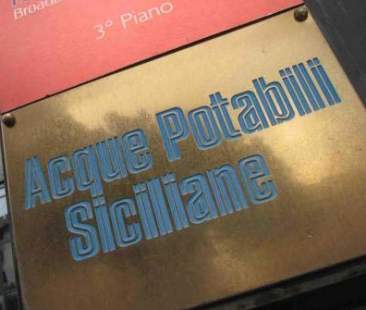 3° Piano
Acque Potabili
Siciliane